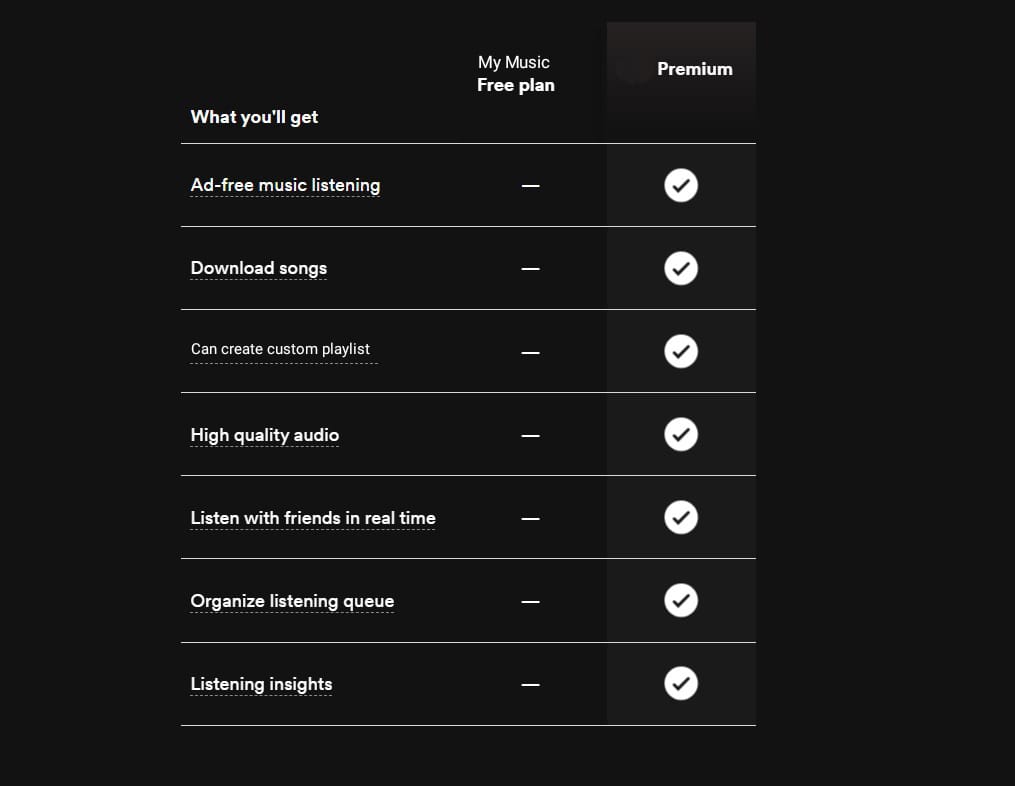 My Music
Free plan
Premium
What you'll get
Ad-free music listening
Download songs
Can create custom playlist
High quality audio
Listen with friends in real time
Organize listening queue
Listening insights